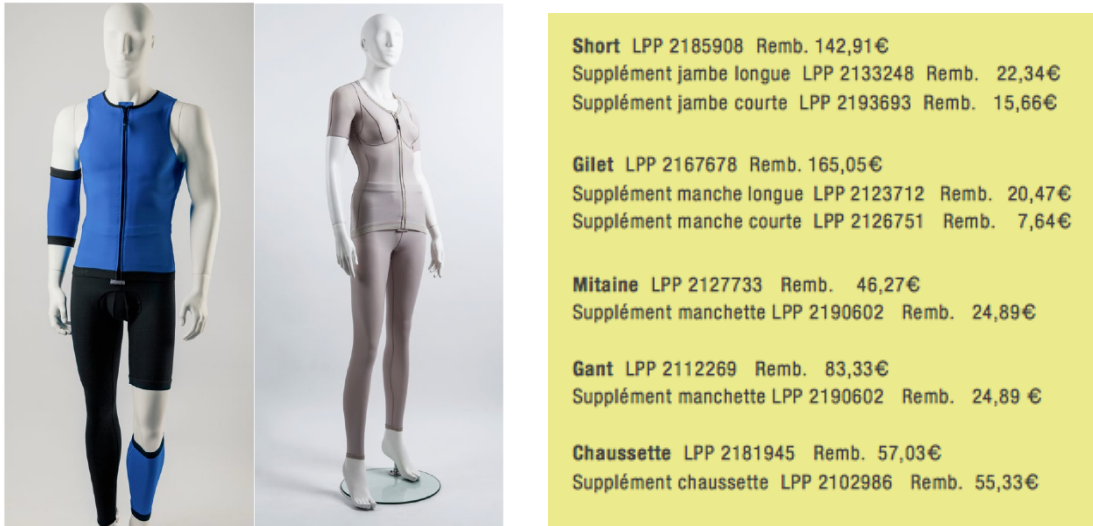 Short LPP 2185908 Remb. 142,91€
Supplément jambe longue LPP 2133248 Remb. 22,34€
Supplément jambe courte LPP 2193693 Remb. 15,66€
Gilet LPP 2167678 Remb. 165,05€
Supplément manche longue LPP 2123712 Remb. 20,47€
Supplément manche courte LPP 2126751 Remb. 7,64€
Mitaine LPP 2127733 Remb. 46,27€
Supplément manchette LPP 2190602 Remb. 24,89€
Gant LPP 2112269 Remb. 83,33€
Supplément manchette LPP 2190602 Remb. 24,89 €
Chaussette LPP 2181945 Remb. 57,03€
Supplément chaussette LPP 2102986 Remb. 55,33€